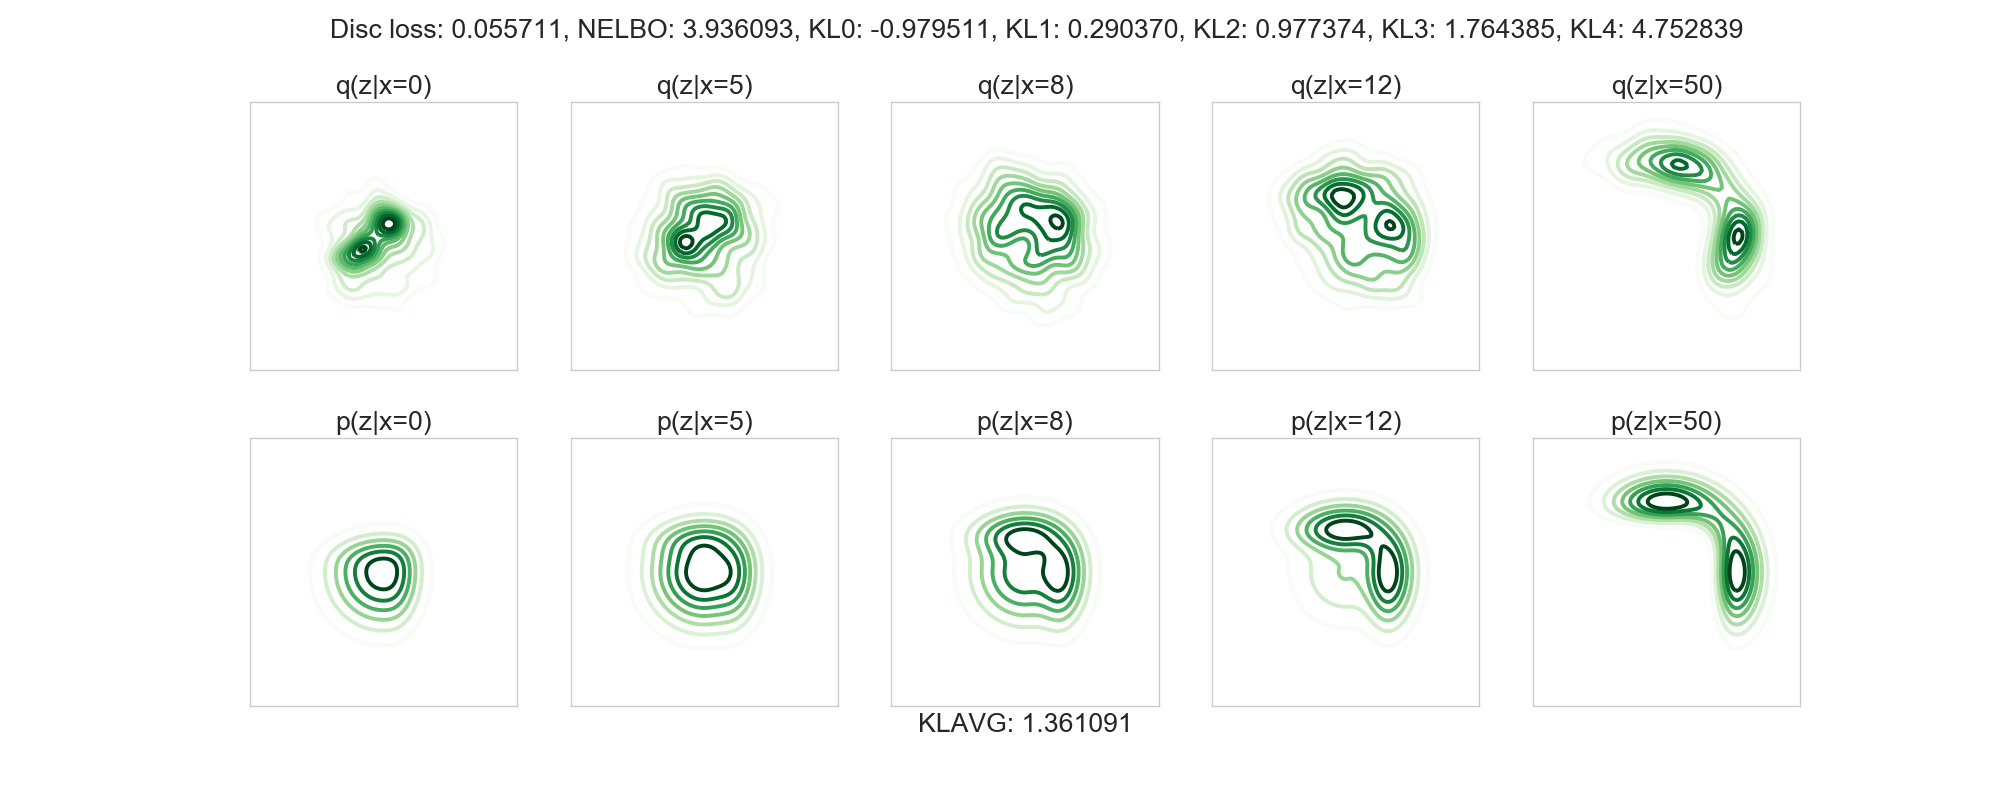 Disc loss: 0.055711, NELBO: 3.936093, KL0: -0.979511, KL1: 0.290370, KL2: 0.977374, KL3: 1.764385, KL4: 4.752839
q(z|x=0) q(z|x=5) q(z|x=8) q(z|x=12) q(z|x=50)
p(z|x=0) p(z|x=5) p(z|x=8) p(z|x=12) p(z|x=50)
KLAVG: 1.361091